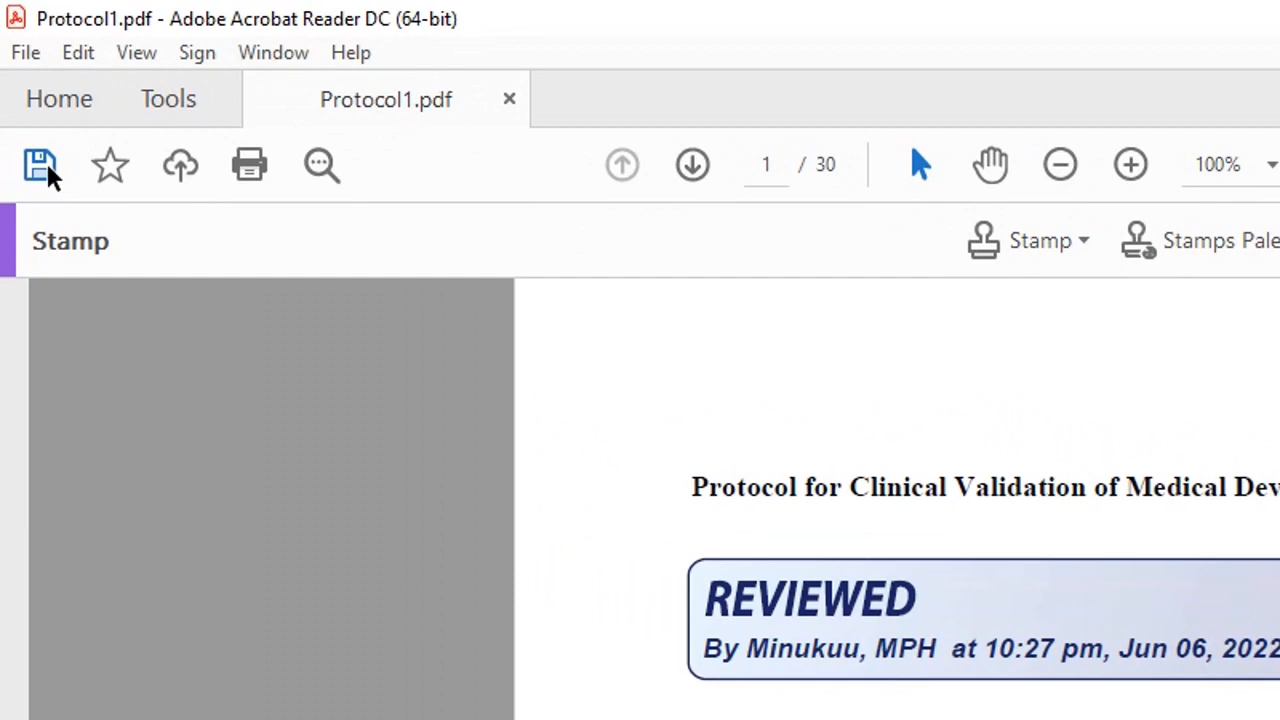 Protocol1.pdf - Adobe Acrobat Reader DC (64-bit)
File Edit View Sign Window Help
Home Tools Protocol1.pdf
1 / 30 100%
Stamp Stamp Stamps Pale
Protocol for Clinical Validation of Medical Dev
REVIEWED
By Minukuu, MPH at 10:27 pm, Jun 06, 2022